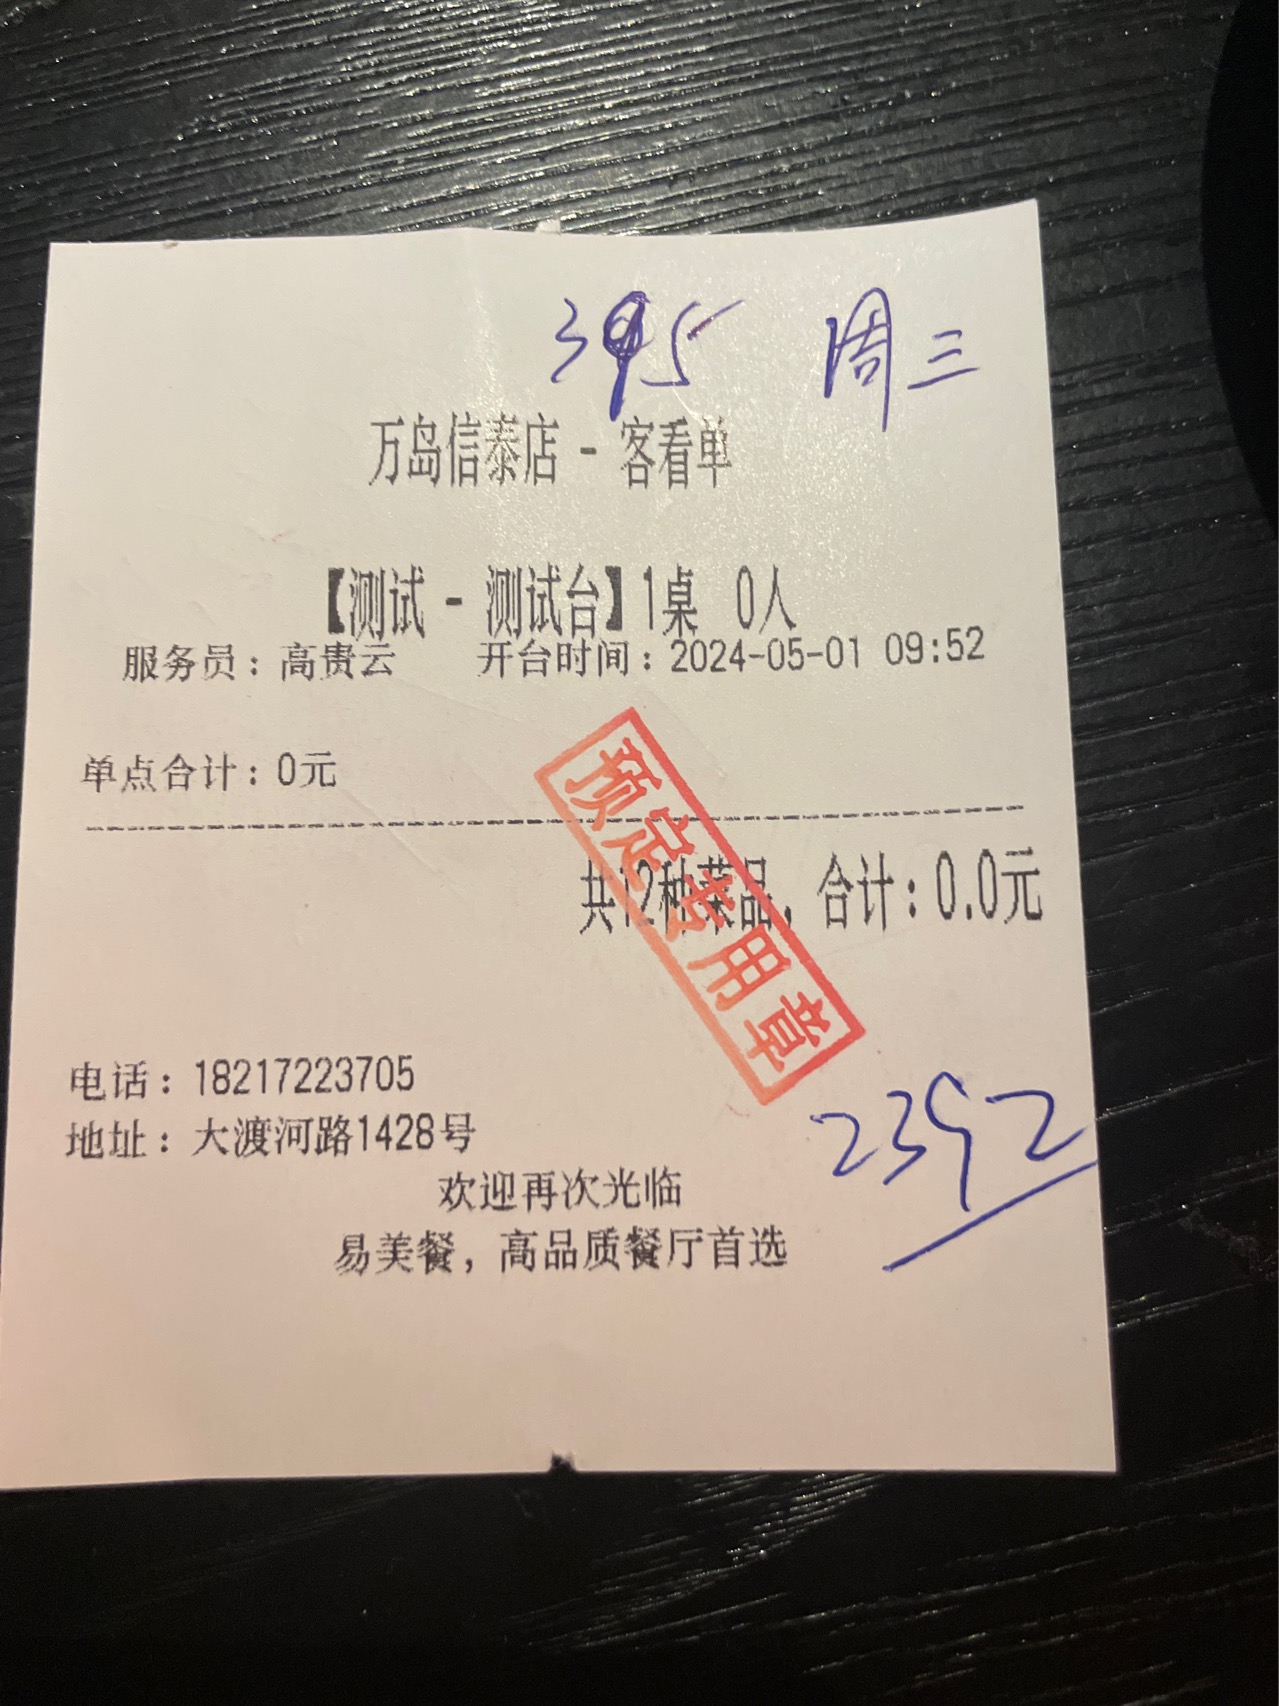 395 周三
万岛信泰店 - 客看单
【测试 - 测试台】1桌 0人
服务员：高贵云 开台时间：2024-05-01 09:52
单点合计：0元
共12种菜品，合计：0.0元
预定专用章
电话：18217223705
地址：大渡河路1428号
2392
欢迎再次光临
易美餐，高品质餐厅首选